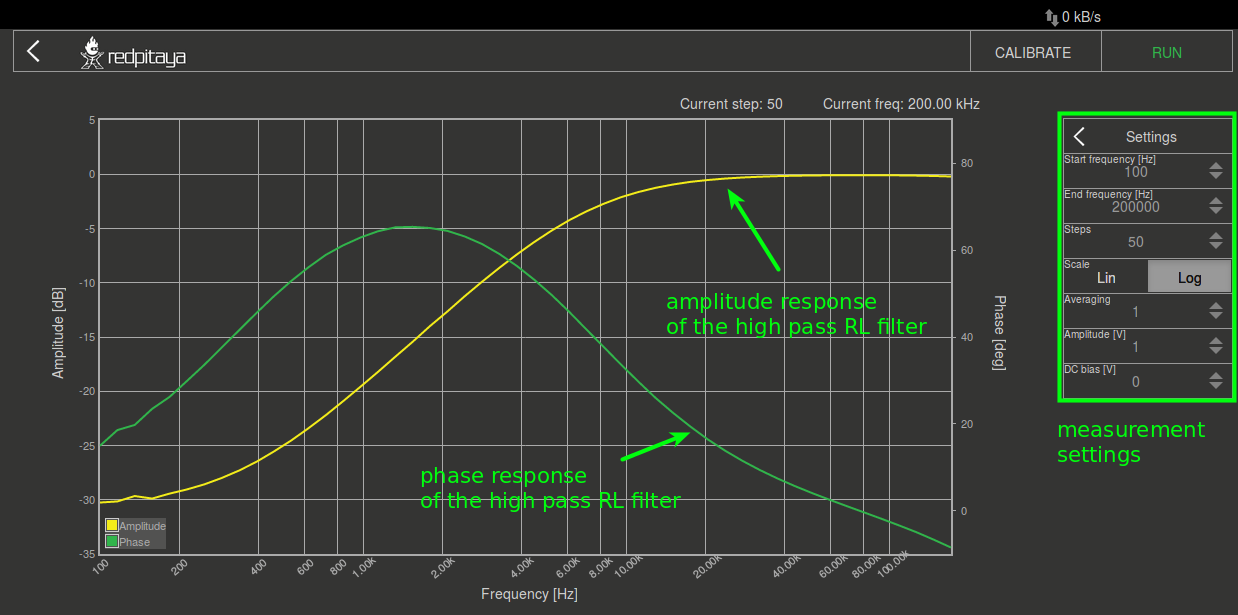 0 kB/s
redpitaya
CALIBRATE
RUN
Current step: 50 Current freq: 200.00 kHz
5
0
-5
-10
-15
-20
-25
-30
-35
Amplitude [dB]
80
60
40
20
0
Phase [deg]
amplitude response
of the high pass RL filter
phase response
of the high pass RL filter
Amplitude
Phase
100 200 400 600 800 1.00k 2.00k 4.00k 6.00k 8.00k 10.00k 20.00k 40.00k 60.00k 80.00k 100.00k
Frequency [Hz]
Settings
Start frequency [Hz]
100
End frequency [Hz]
200000
Steps
50
Scale
Lin Log
Averaging
1
Amplitude [V]
1
DC bias [V]
0
measurement
settings